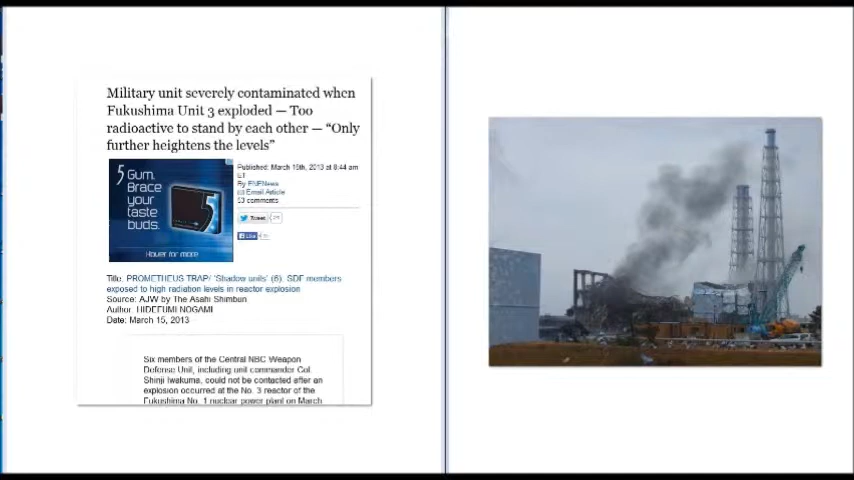 Military unit severely contaminated when
Fukushima Unit 3 exploded — Too
radioactive to stand by each other — “Only
further heightens the levels”
5 Gum.
Brace
your
taste
buds.
5
Hover for more
Published: March 15th, 2013 at 8:44 am
ET
By ENENews
Email Article
53 comments
Tweet
Like
Title: PROMETHEUS TRAP/ 'Shadow units' (6): SDF members
exposed to high radiation levels in reactor explosion
Source: AJW by The Asahi Shimbun
Author: HIDEFUMI NOGAMI
Date: March 15, 2013
Six members of the Central NBC Weapon
Defense Unit, including unit commander Col.
Shinji Iwakuma, could not be contacted after an
explosion occurred at the No. 3 reactor of the
Fukushima No. 1 nuclear power plant on March